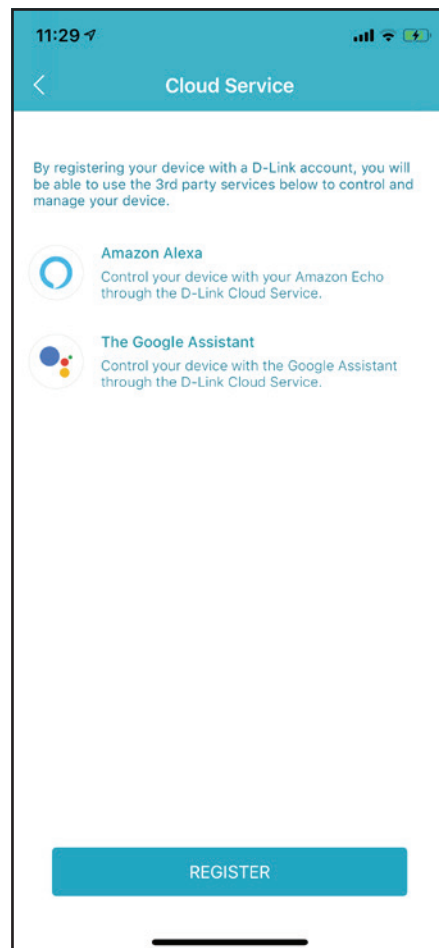 11:29
Cloud Service
By registering your device with a D-Link account, you will
be able to use the 3rd party services below to control and
manage your device.
Amazon Alexa
Control your device with your Amazon Echo
through the D-Link Cloud Service.
The Google Assistant
Control your device with the Google Assistant
through the D-Link Cloud Service.
REGISTER